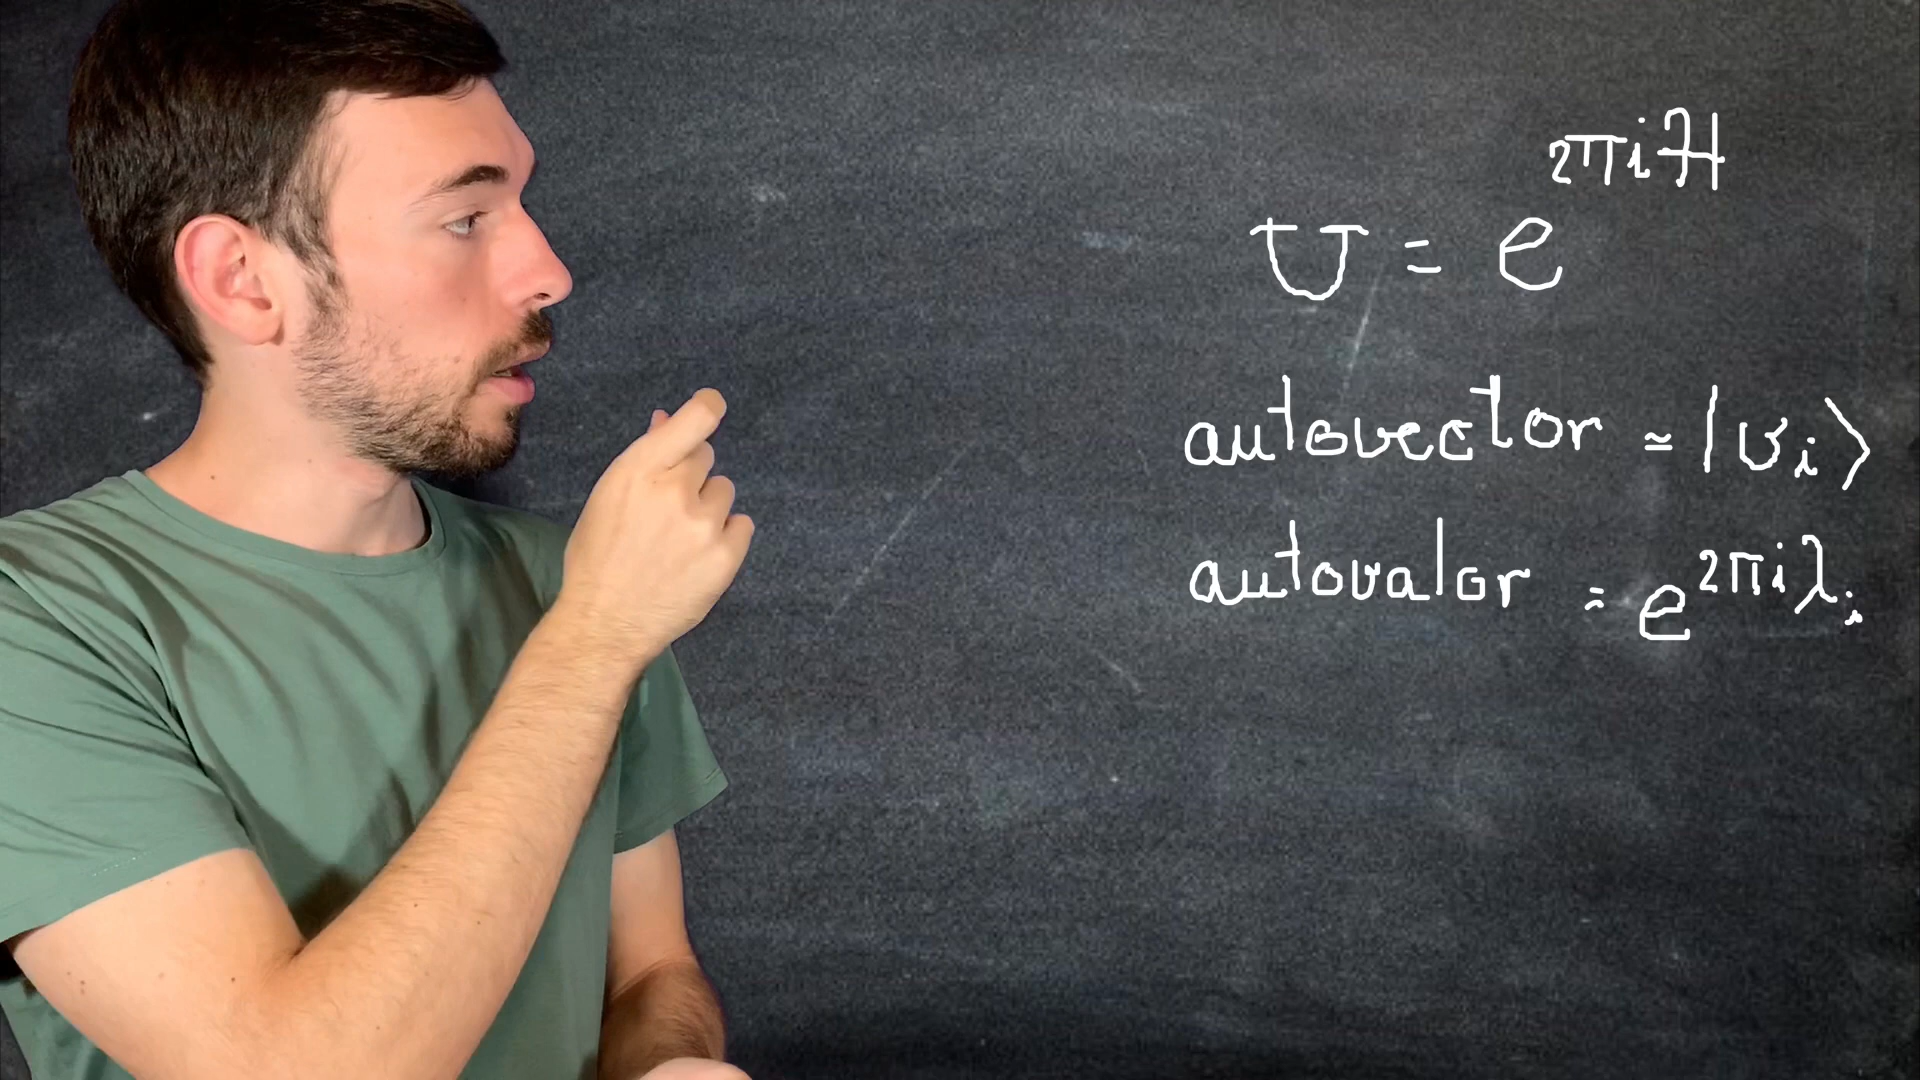 U = e^{2πiH}
autovector = |v_i⟩
autovalor = e^{2πiλ_i}